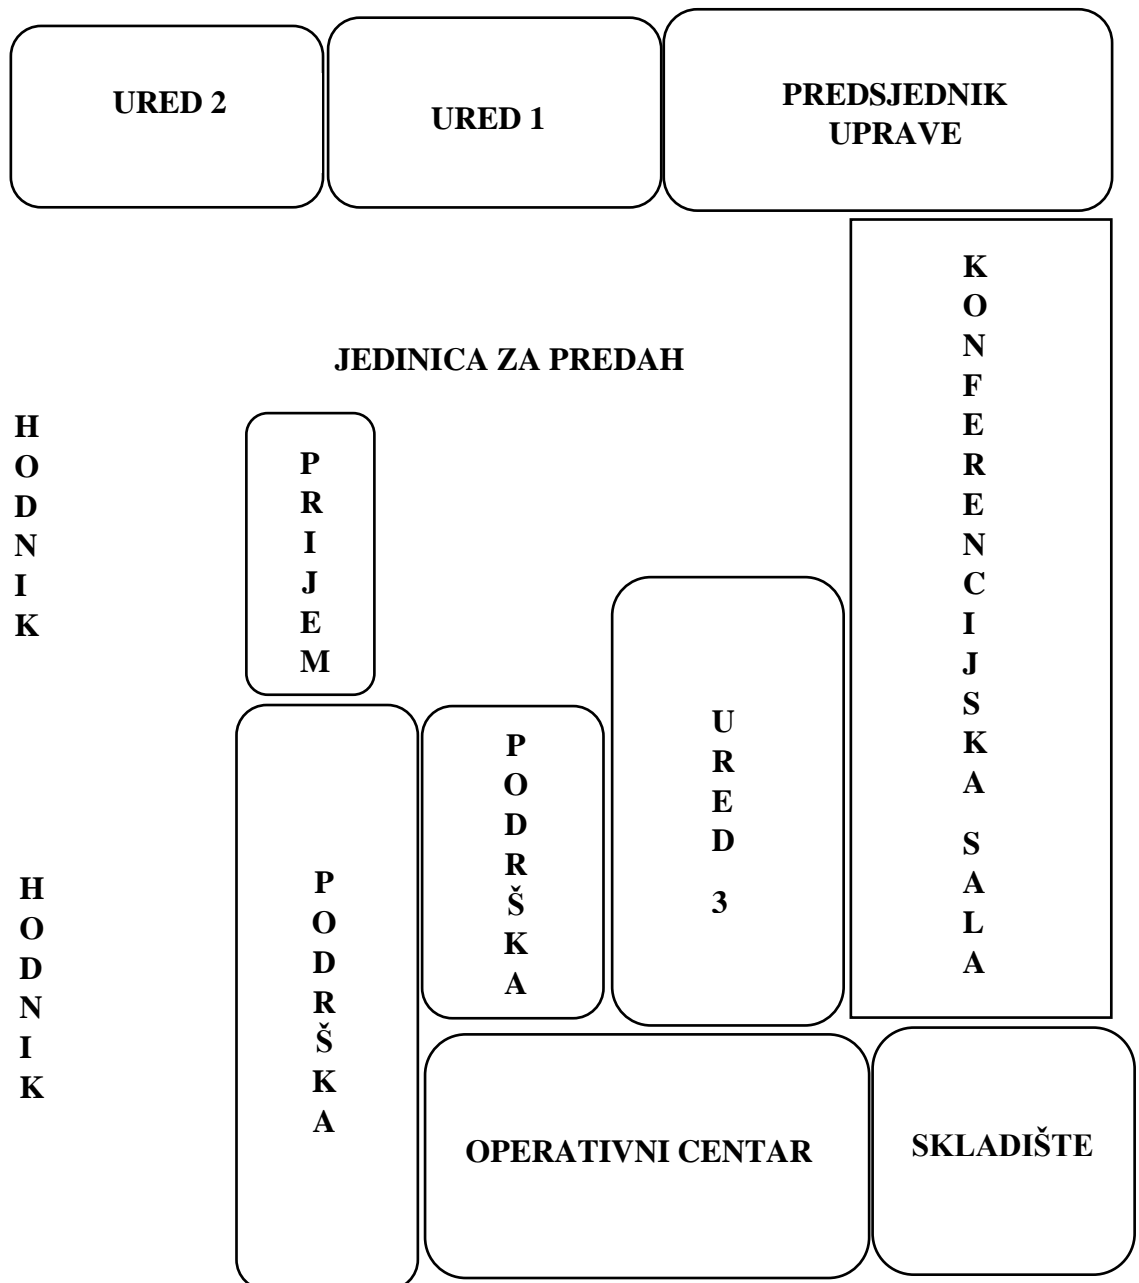 URED 2
URED 1
PREDSJEDNIK
UPRAVE
JEDINICA ZA PREDAH
KONFERENCIJSKA SALA
HODNIK
PRIJEM
URED 3
PODRŠKA
PODRŠKA
HODNIK
OPERATIVNI CENTAR
SKLADIŠTE